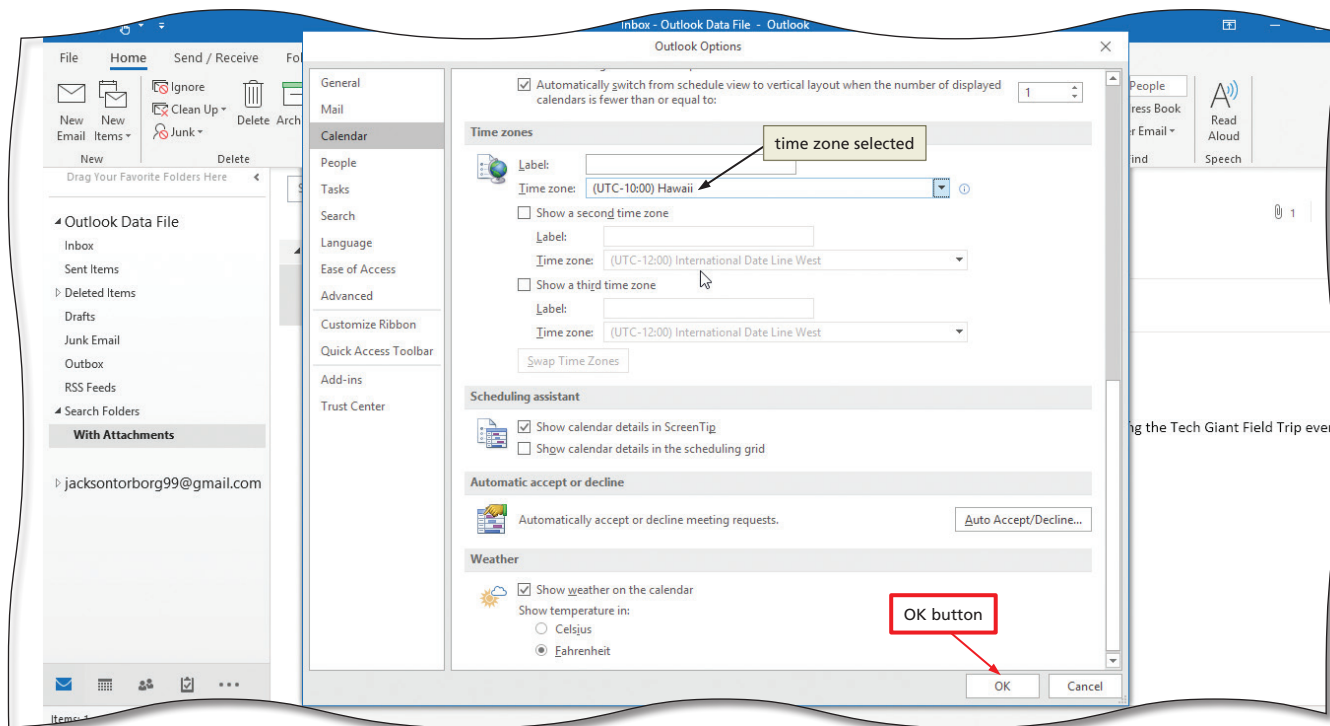 Inbox - Outlook Data File - Outlook
Outlook Options
File Home Send / Receive
New Email
New Items
Ignore
Clean Up
Junk
Delete
New
Delete
Drag Your Favorite Folders Here
Outlook Data File
Inbox
Sent Items
Deleted Items
Drafts
Junk Email
Outbox
RSS Feeds
Search Folders
With Attachments
jacksontorborg99@gmail.com
General
Mail
Calendar
People
Tasks
Search
Language
Ease of Access
Advanced
Customize Ribbon
Quick Access Toolbar
Add-ins
Trust Center
Automatically switch from schedule view to vertical layout when the number of displayed
calendars is fewer than or equal to:
1
Time zones
time zone selected
Label:
Time zone: (UTC-10:00) Hawaii
Show a second time zone
Label:
Time zone: (UTC-12:00) International Date Line West
Show a third time zone
Label:
Time zone: (UTC-12:00) International Date Line West
Swap Time Zones
Scheduling assistant
Show calendar details in ScreenTip
Show calendar details in the scheduling grid
Automatic accept or decline
Automatically accept or decline meeting requests.
Auto Accept/Decline...
Weather
Show weather on the calendar
Show temperature in:
Celsius
Fahrenheit
OK button
OK Cancel
People
Book
Email
Read
Aloud
Speech
1
the Tech Giant Field Trip
Items: